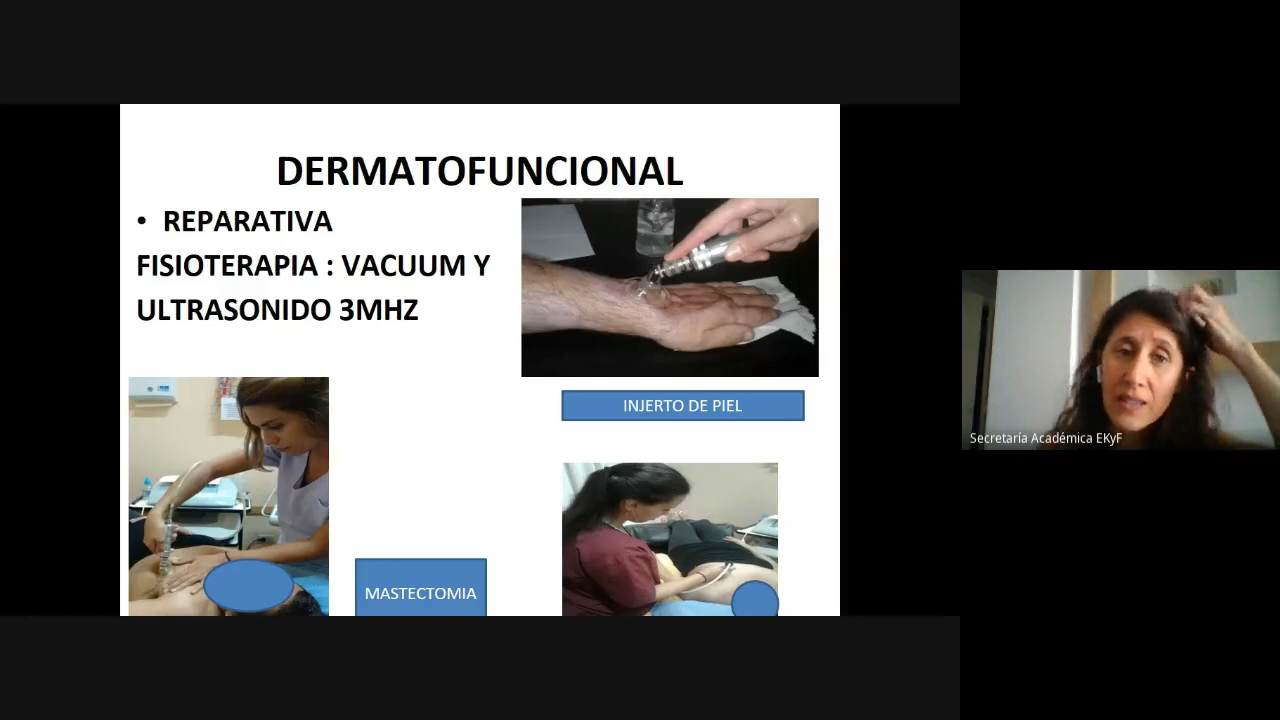 DERMATOFUNCIONAL
• REPARATIVA
FISIOTERAPIA : VACUUM Y
ULTRASONIDO 3MHZ
INJERTO DE PIEL
MASTECTOMIA
Secretaría Académica EKyF